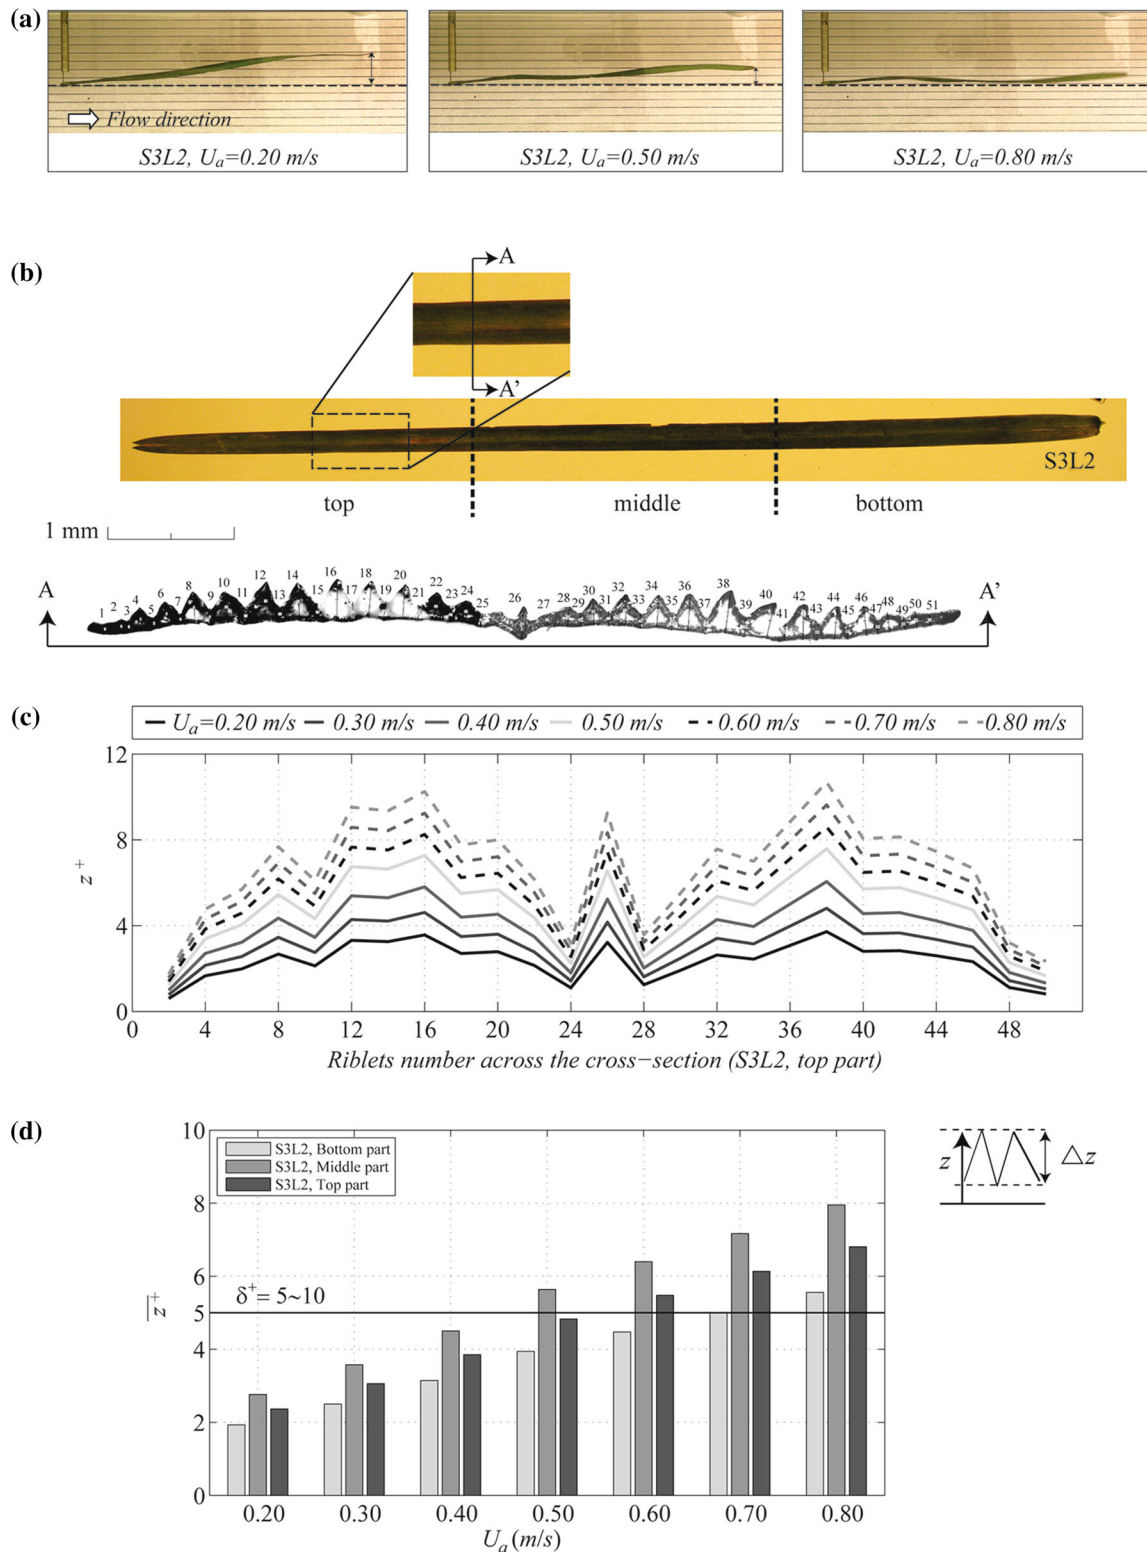 (a)
Flow direction
S3L2, Ua=0.20 m/s
S3L2, Ua=0.50 m/s
S3L2, Ua=0.80 m/s
(b)
A
A'
S3L2
top
middle
bottom
1 mm
A
A'
1 2 3 4 5 6 7 8 9 10 11 12 13 14 15 16 17 18 19 20 21 22 23 24 25 26 27 28 29 30 31 32 33 34 35 36 37 38 39 40 41 42 43 44 45 46 47 48 49 50 51
(c)
Ua=0.20 m/s 0.30 m/s 0.40 m/s 0.50 m/s 0.60 m/s 0.70 m/s 0.80 m/s
12
8
4
0
z+
0 4 8 12 16 20 24 28 32 36 40 44 48
Riblets number across the cross−section (S3L2, top part)
(d)
S3L2, Bottom part
S3L2, Middle part
S3L2, Top part
10
8
6
5
4
2
0
z+
δ+= 5~10
0.20 0.30 0.40 0.50 0.60 0.70 0.80
Ua(m/s)
z
△z